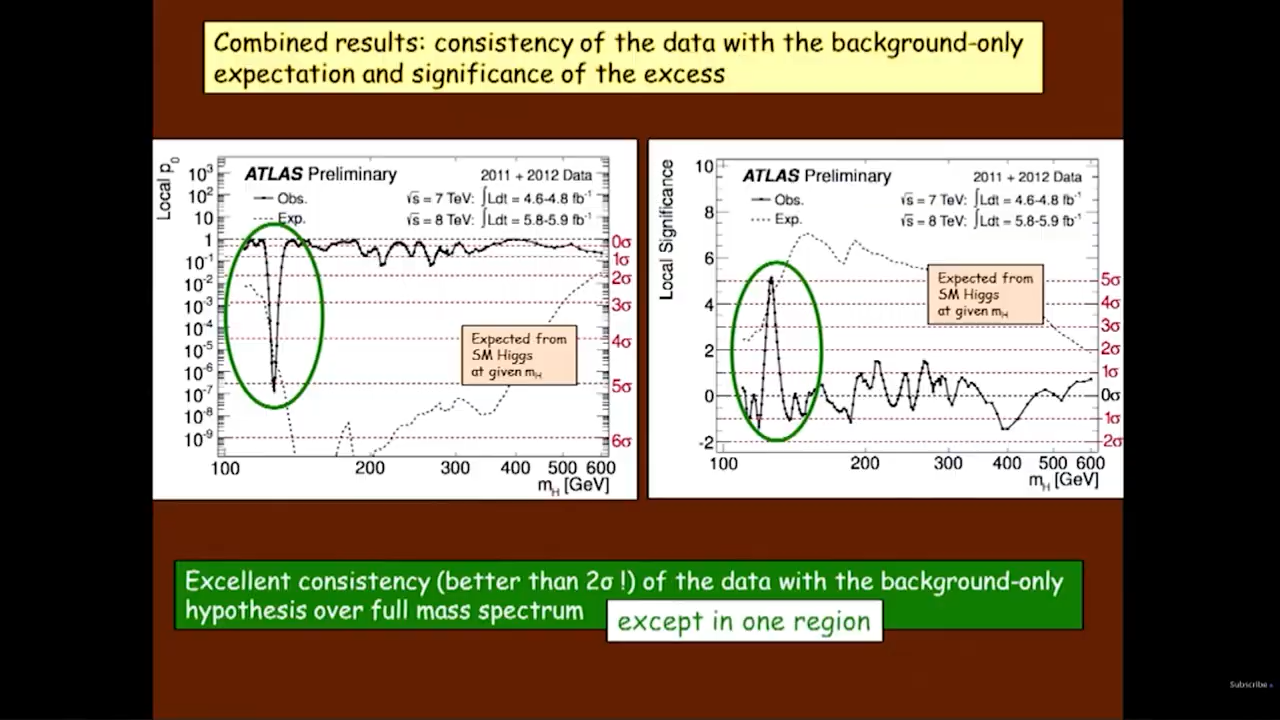 Combined results: consistency of the data with the background-only
expectation and significance of the excess
Local p₀
ATLAS Preliminary
2011 + 2012 Data
Obs.
√s = 7 TeV: ∫Ldt = 4.6-4.8 fb⁻¹
Exp.
√s = 8 TeV: ∫Ldt = 5.8-5.9 fb⁻¹
10³
10²
10
1
10⁻¹
10⁻²
10⁻³
10⁻⁴
10⁻⁵
10⁻⁶
10⁻⁷
10⁻⁸
10⁻⁹
0σ
1σ
2σ
3σ
4σ
5σ
6σ
Expected from
SM Higgs
at given mH
100 200 300 400 500 600
mH [GeV]
Local Significance
ATLAS Preliminary
2011 + 2012 Data
Obs.
√s = 7 TeV: ∫Ldt = 4.6-4.8 fb⁻¹
Exp.
√s = 8 TeV: ∫Ldt = 5.8-5.9 fb⁻¹
10
8
6
4
2
0
-2
5σ
4σ
3σ
2σ
1σ
0σ
1σ
2σ
Expected from
SM Higgs
at given mH
100 200 300 400 500 600
mH [GeV]
Excellent consistency (better than 2σ !) of the data with the background-only
hypothesis over full mass spectrum
except in one region
Subscribe